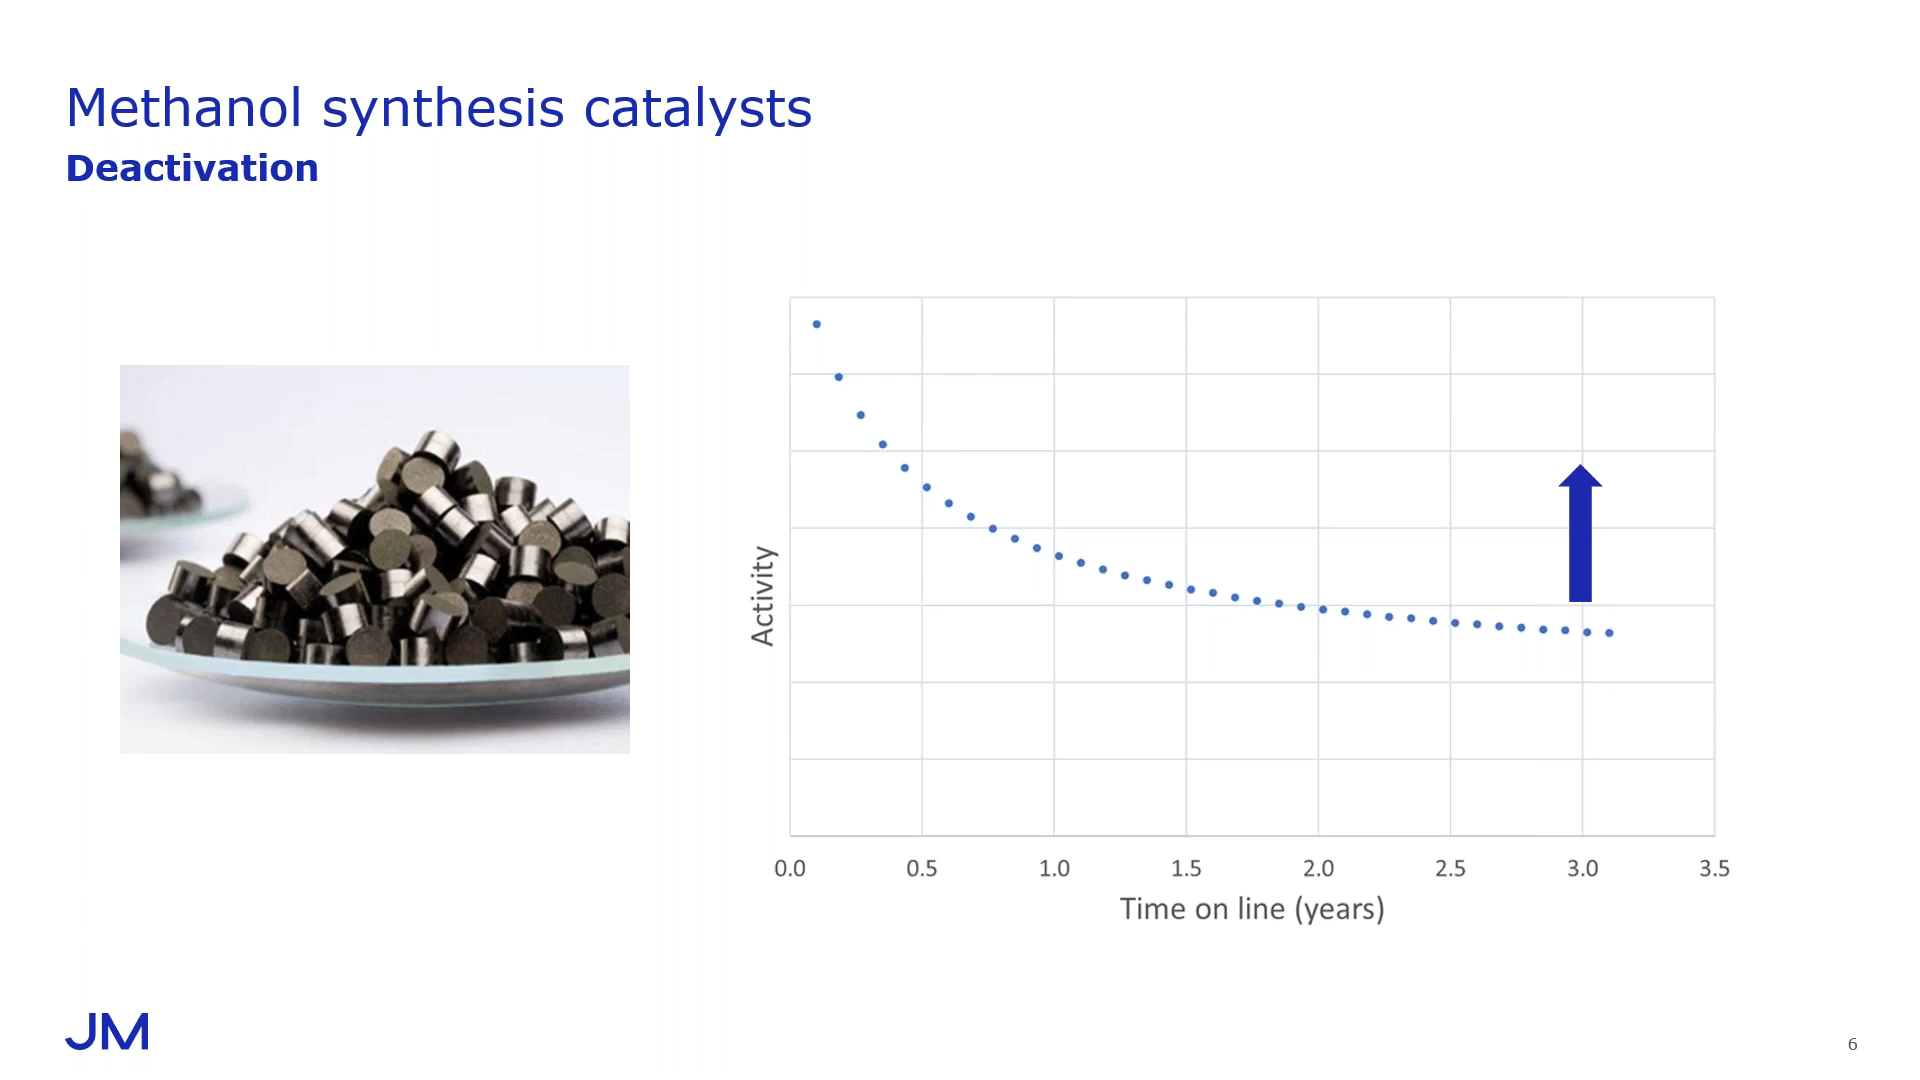 Methanol synthesis catalysts
Deactivation
Activity
0.0 0.5 1.0 1.5 2.0 2.5 3.0 3.5
Time on line (years)
JM
6